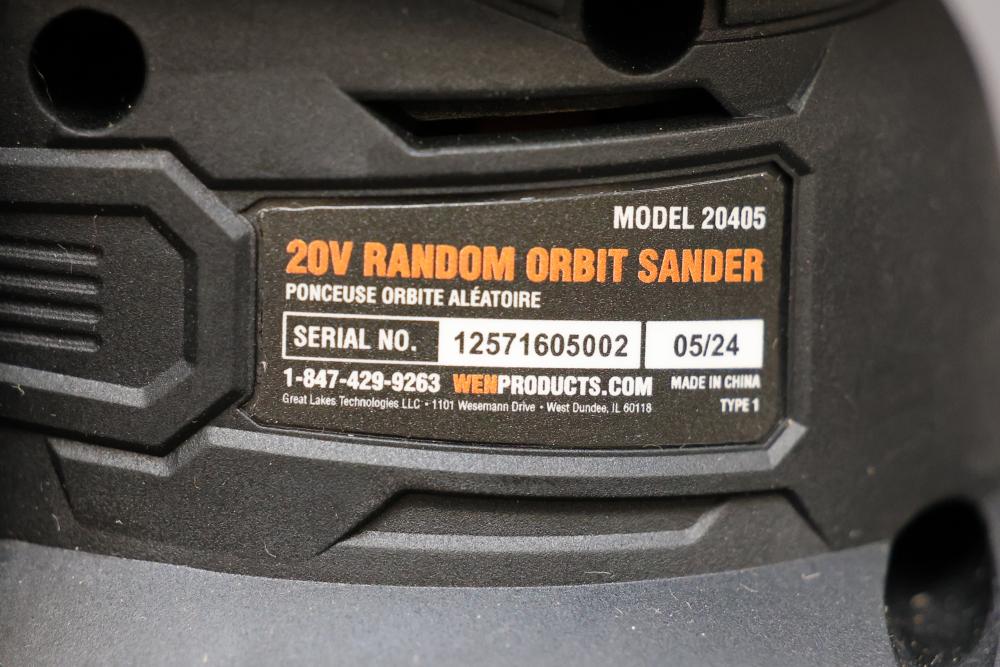 MODEL 20405
20V RANDOM ORBIT SANDER
PONCEUSE ORBITE ALÉATOIRE
SERIAL NO. 12571605002 05/24
1-847-429-9263 WENPRODUCTS.COM MADE IN CHINA
Great Lakes Technologies LLC • 1101 Wesemann Drive • West Dundee, IL 60118 TYPE 1